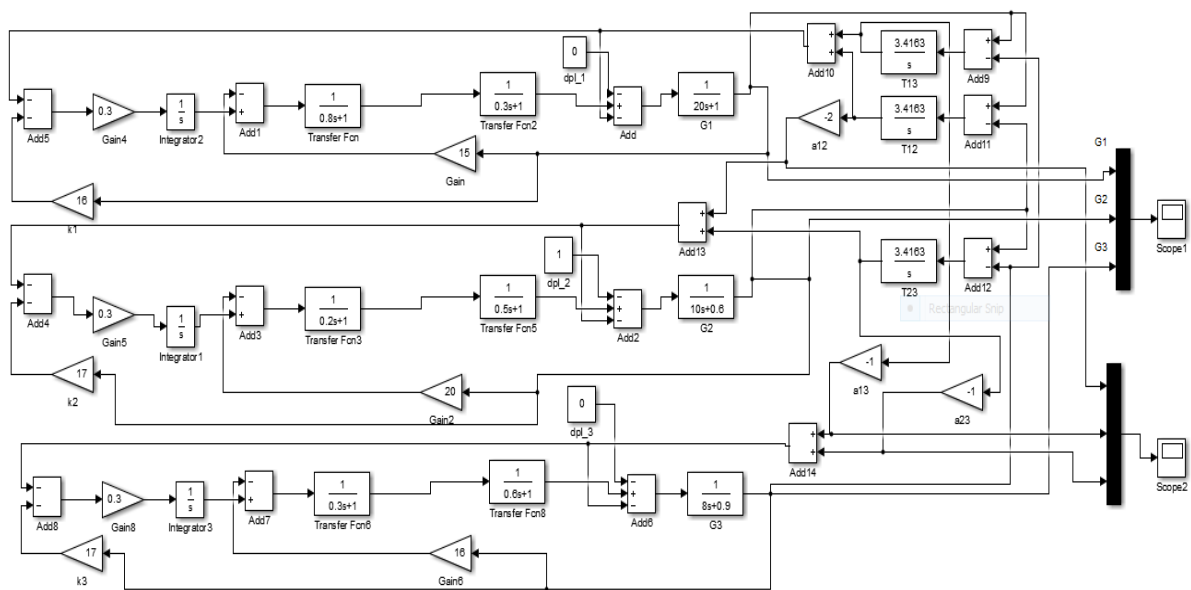 0
dpl_1
Add10
3.4163
s
T13
Add9
Add5
0.3
Gain4
1
s
Integrator2
Add1
1
0.8s+1
Transfer Fcn
1
0.3s+1
Transfer Fcn2
Add
1
20s+1
G1
-2
a12
3.4163
s
T12
Add11
15
Gain
16
k1
G1
G2
G3
Scope1
Add13
1
dpl_2
3.4163
s
T23
Add12
Rectangular Snip
Add4
0.3
Gain5
1
s
Integrator1
Add3
1
0.2s+1
Transfer Fcn3
1
0.5s+1
Transfer Fcn5
Add2
1
10s+0.6
G2
17
k2
20
Gain2
-1
a13
-1
a23
0
dpl_3
Add14
Scope2
Add8
0.3
Gain8
1
s
Integrator3
Add7
1
0.3s+1
Transfer Fcn6
1
0.6s+1
Transfer Fcn8
Add6
1
8s+0.9
G3
17
k3
16
Gain6